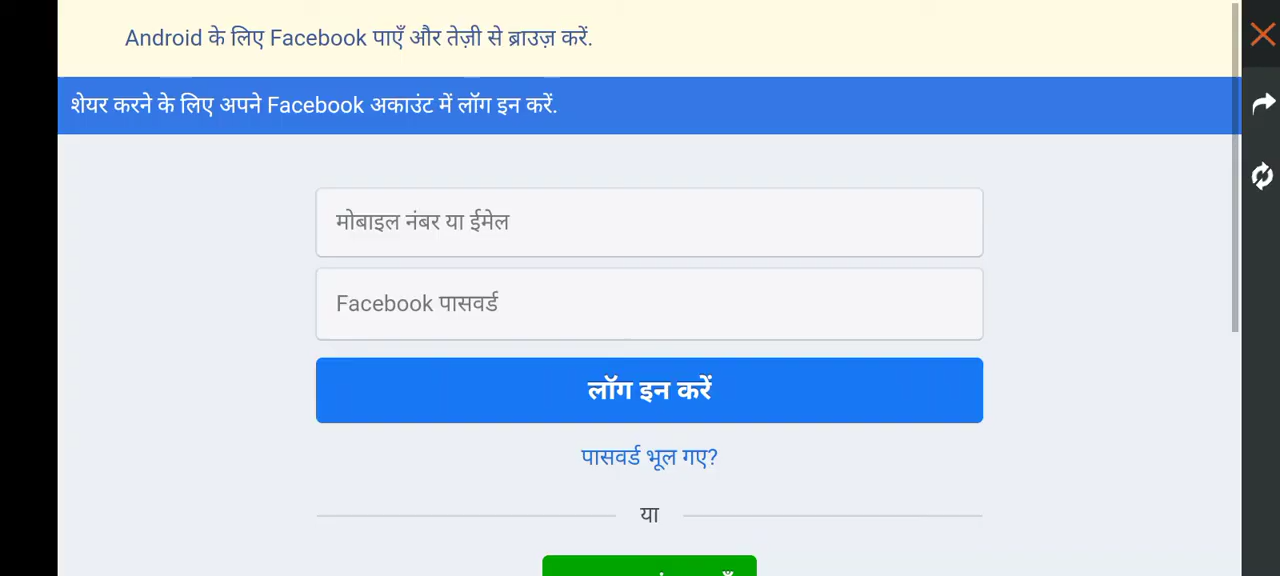 Android के लिए Facebook पाएँ और तेज़ी से ब्राउज़ करें.
शेयर करने के लिए अपने Facebook अकाउंट में लॉग इन करें.
मोबाइल नंबर या ईमेल
Facebook पासवर्ड
लॉग इन करें
पासवर्ड भूल गए?
या